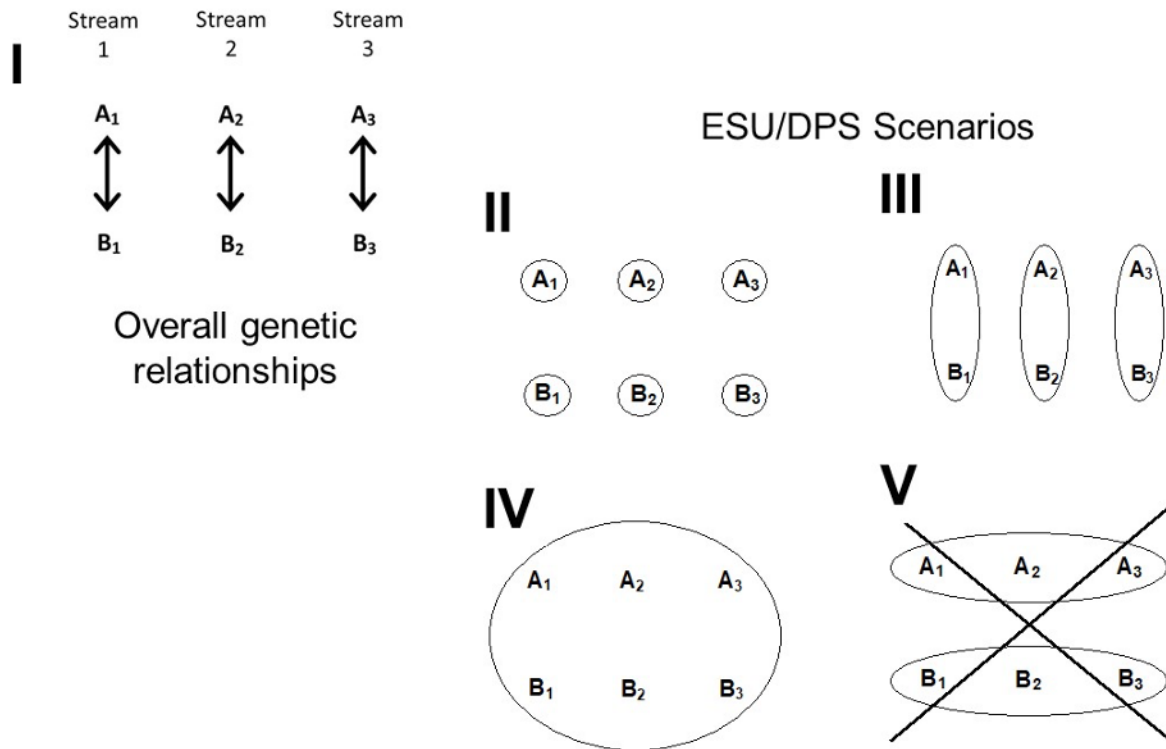 I
Stream Stream Stream
1 2 3
A₁ A₂ A₃
B₁ B₂ B₃
Overall genetic
relationships
ESU/DPS Scenarios
II
A₁ A₂ A₃
B₁ B₂ B₃
III
A₁ A₂ A₃
B₁ B₂ B₃
IV
A₁ A₂ A₃
B₁ B₂ B₃
V
A₁ A₂ A₃
B₁ B₂ B₃